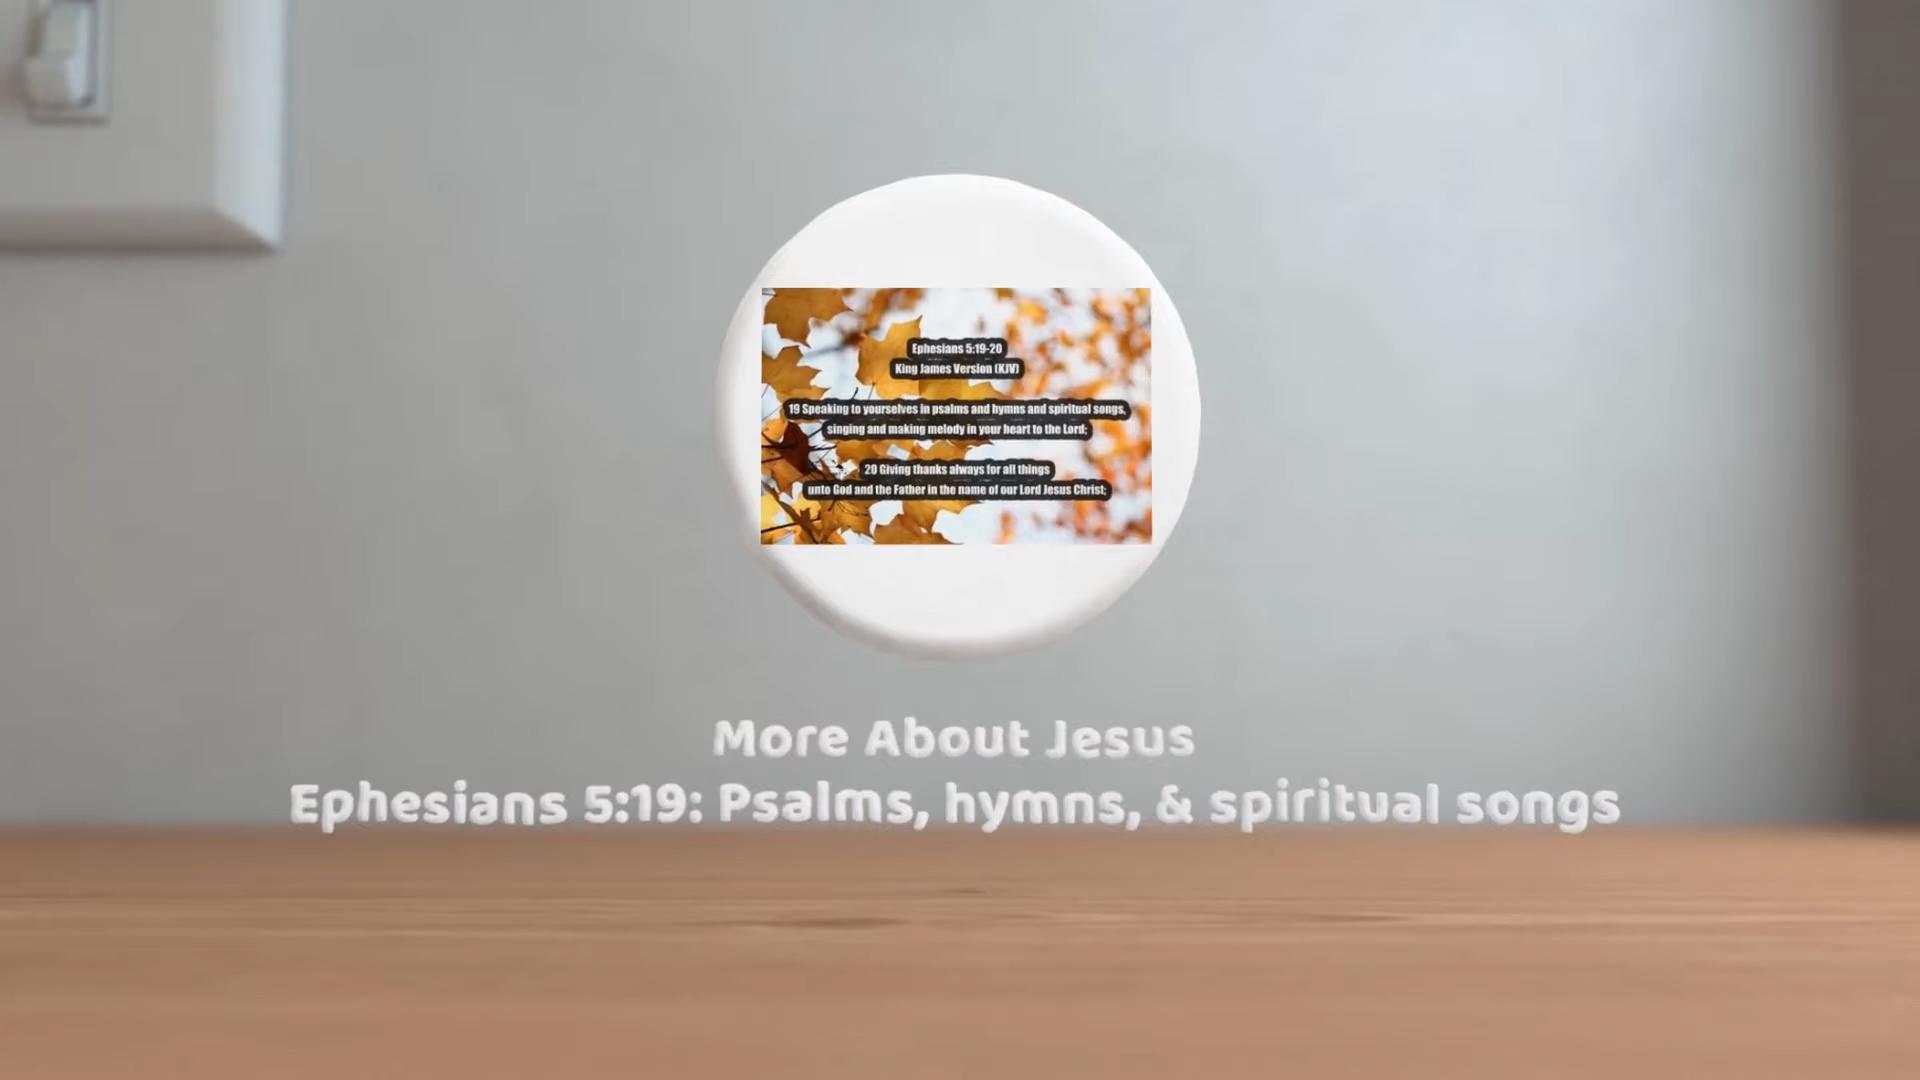 Ephesians 5:19-20
King James Version (KJV)
19 Speaking to yourselves in psalms and hymns and spiritual songs,
singing and making melody in your heart to the Lord;
20 Giving thanks always for all things
unto God and the Father in the name of our Lord Jesus Christ;
More About Jesus
Ephesians 5:19: Psalms, hymns, & spiritual songs